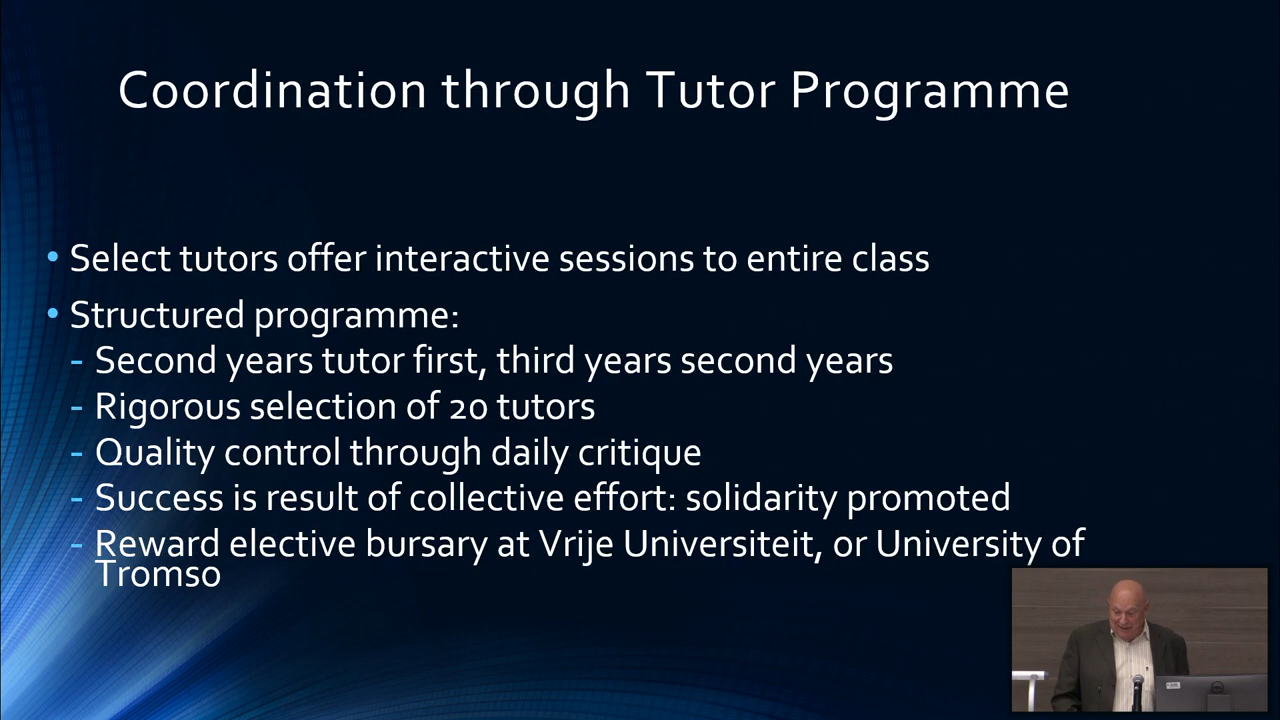 Coordination through Tutor Programme
• Select tutors offer interactive sessions to entire class
• Structured programme:
- Second years tutor first, third years second years
- Rigorous selection of 20 tutors
- Quality control through daily critique
- Success is result of collective effort: solidarity promoted
- Reward elective bursary at Vrije Universiteit, or University of
Tromso